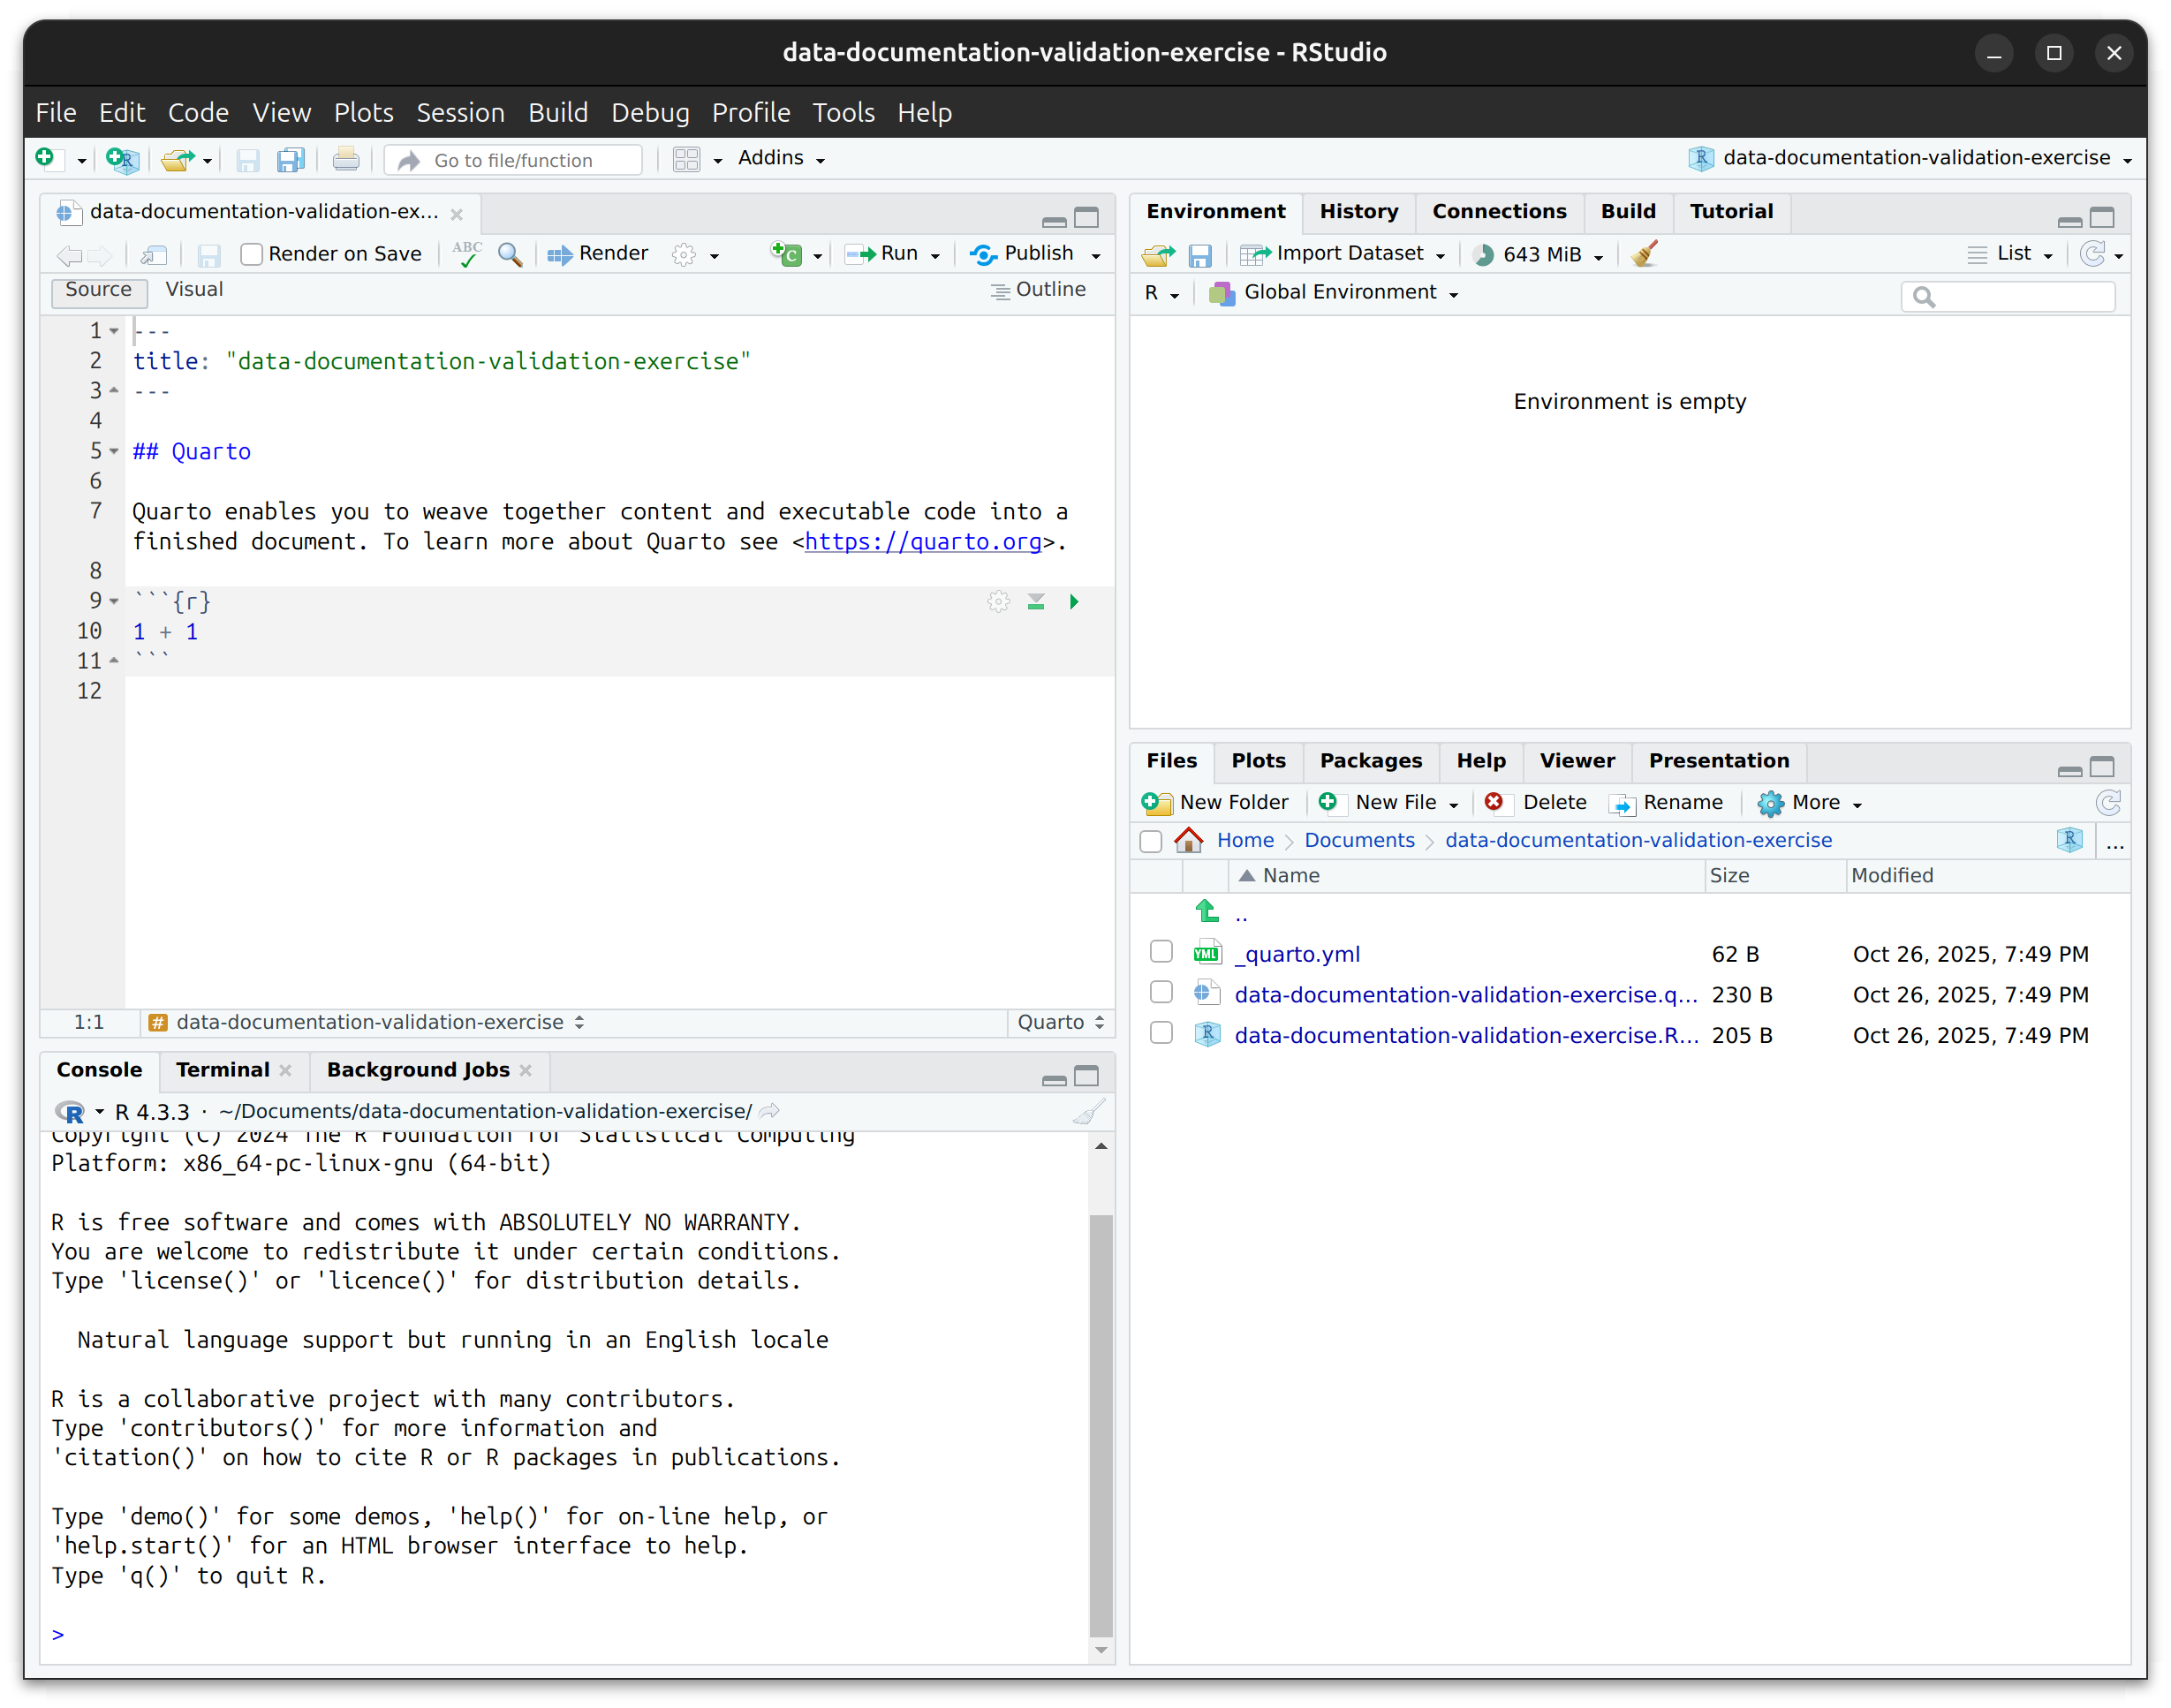 data-documentation-validation-exercise - RStudio
File Edit Code View Plots Session Build Debug Profile Tools Help
Go to file/function Addins data-documentation-validation-exercise
data-documentation-validation-ex...
Render on Save ABC Render Run Publish
Source Visual Outline
1 ---
2 title: "data-documentation-validation-exercise"
3 ---
4
5 ## Quarto
6
7 Quarto enables you to weave together content and executable code into a
finished document. To learn more about Quarto see <https://quarto.org>.
8
9 ```{r}
10 1 + 1
11 ```
12
1:1 # data-documentation-validation-exercise Quarto
Console Terminal Background Jobs
R 4.3.3 · ~/Documents/data-documentation-validation-exercise/
Copyright (C) 2024 The R Foundation for Statistical Computing
Platform: x86_64-pc-linux-gnu (64-bit)
R is free software and comes with ABSOLUTELY NO WARRANTY.
You are welcome to redistribute it under certain conditions.
Type 'license()' or 'licence()' for distribution details.
Natural language support but running in an English locale
R is a collaborative project with many contributors.
Type 'contributors()' for more information and
'citation()' on how to cite R or R packages in publications.
Type 'demo()' for some demos, 'help()' for on-line help, or
'help.start()' for an HTML browser interface to help.
Type 'q()' to quit R.
>
Environment History Connections Build Tutorial
Import Dataset 643 MiB List
R Global Environment
Environment is empty
Files Plots Packages Help Viewer Presentation
New Folder New File Delete Rename More
Home Documents data-documentation-validation-exercise R ...
Name Size Modified
..
YML _quarto.yml 62 B Oct 26, 2025, 7:49 PM
data-documentation-validation-exercise.q... 230 B Oct 26, 2025, 7:49 PM
R data-documentation-validation-exercise.R... 205 B Oct 26, 2025, 7:49 PM